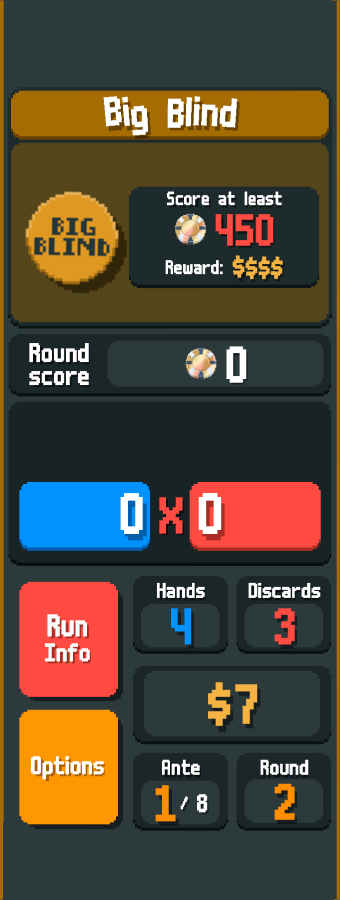 Big Blind
BIG
BLIND
Score at least
450
Reward: $$$$
Round
score
0
0 X 0
Run
Info
Hands
4
Discards
3
$7
Options
Ante
1 / 8
Round
2